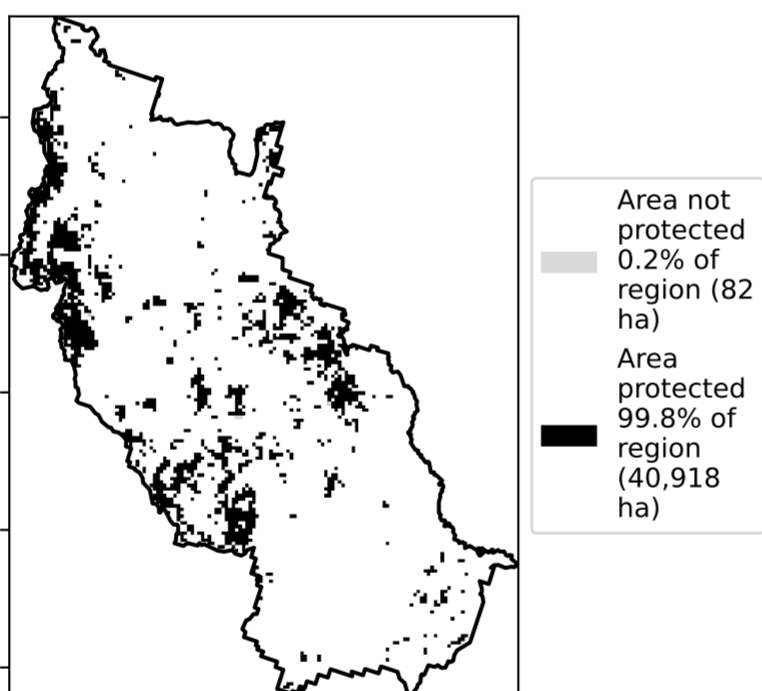 Area not
protected
0.2% of
region (82
ha)
Area
protected
99.8% of
region
(40,918
ha)